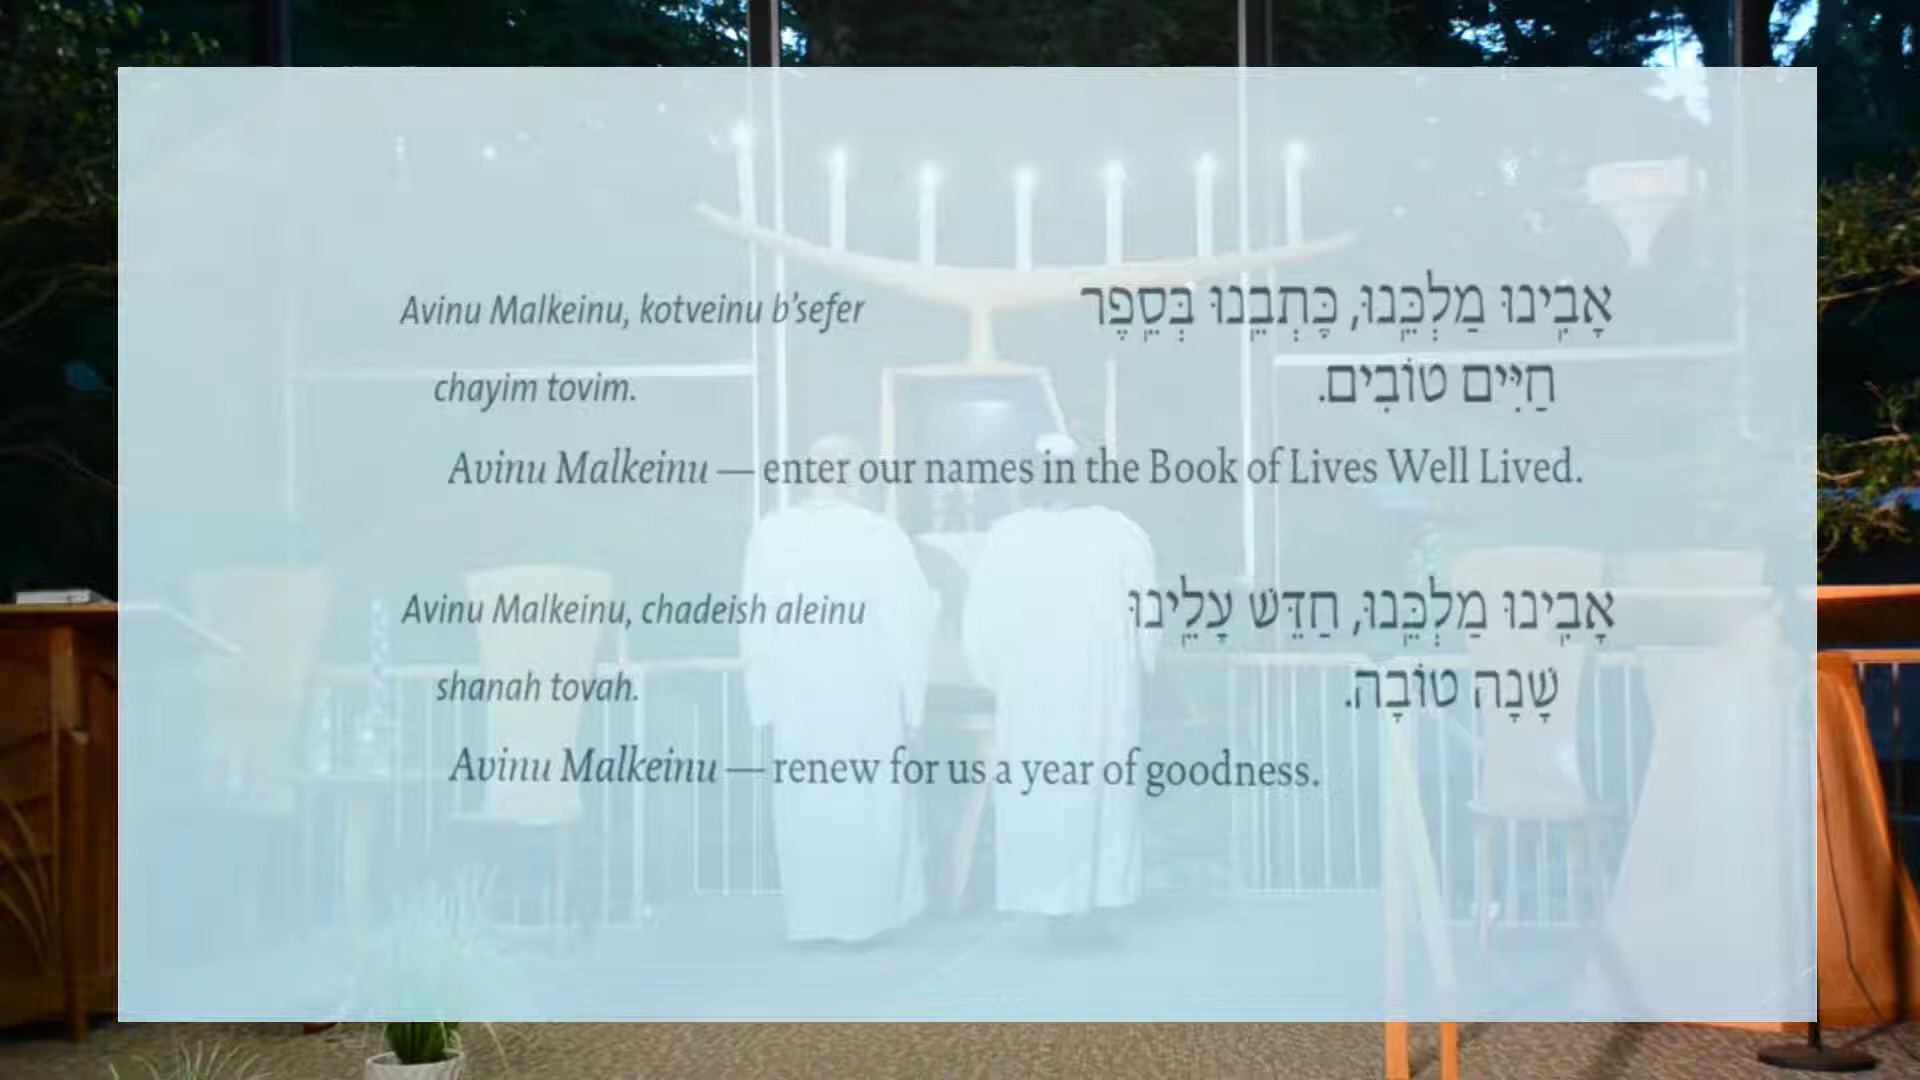 Avinu Malkeinu, kotveinu b'sefer
chayim tovim.
אָבִֽינוּ מַלְכֵּֽנוּ, כׇּתְבֵֽנוּ בְּסֵֽפֶר
חַיִּים טוֹבִים.
Avinu Malkeinu — enter our names in the Book of Lives Well Lived.
Avinu Malkeinu, chadeish aleinu
shanah tovah.
אָבִֽינוּ מַלְכֵּֽנוּ, חַדֵּשׁ עָלֵֽינוּ
שָׁנָה טוֹבָה.
Avinu Malkeinu — renew for us a year of goodness.